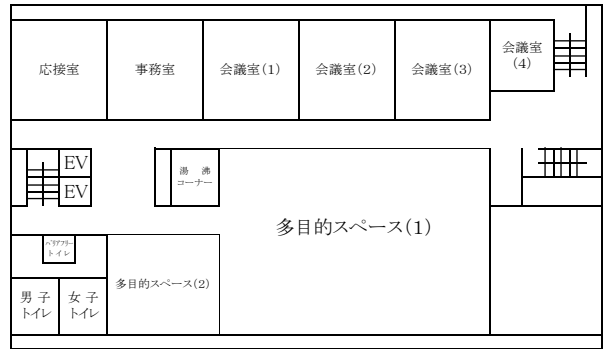 応接室
事務室
会議室(1)
会議室(2)
会議室(3)
会議室
(4)
EV
EV
湯 沸
コーナー
多目的スペース(1)
バリアフリー
トイレ
多目的スペース(2)
男 子
トイレ
女 子
トイレ